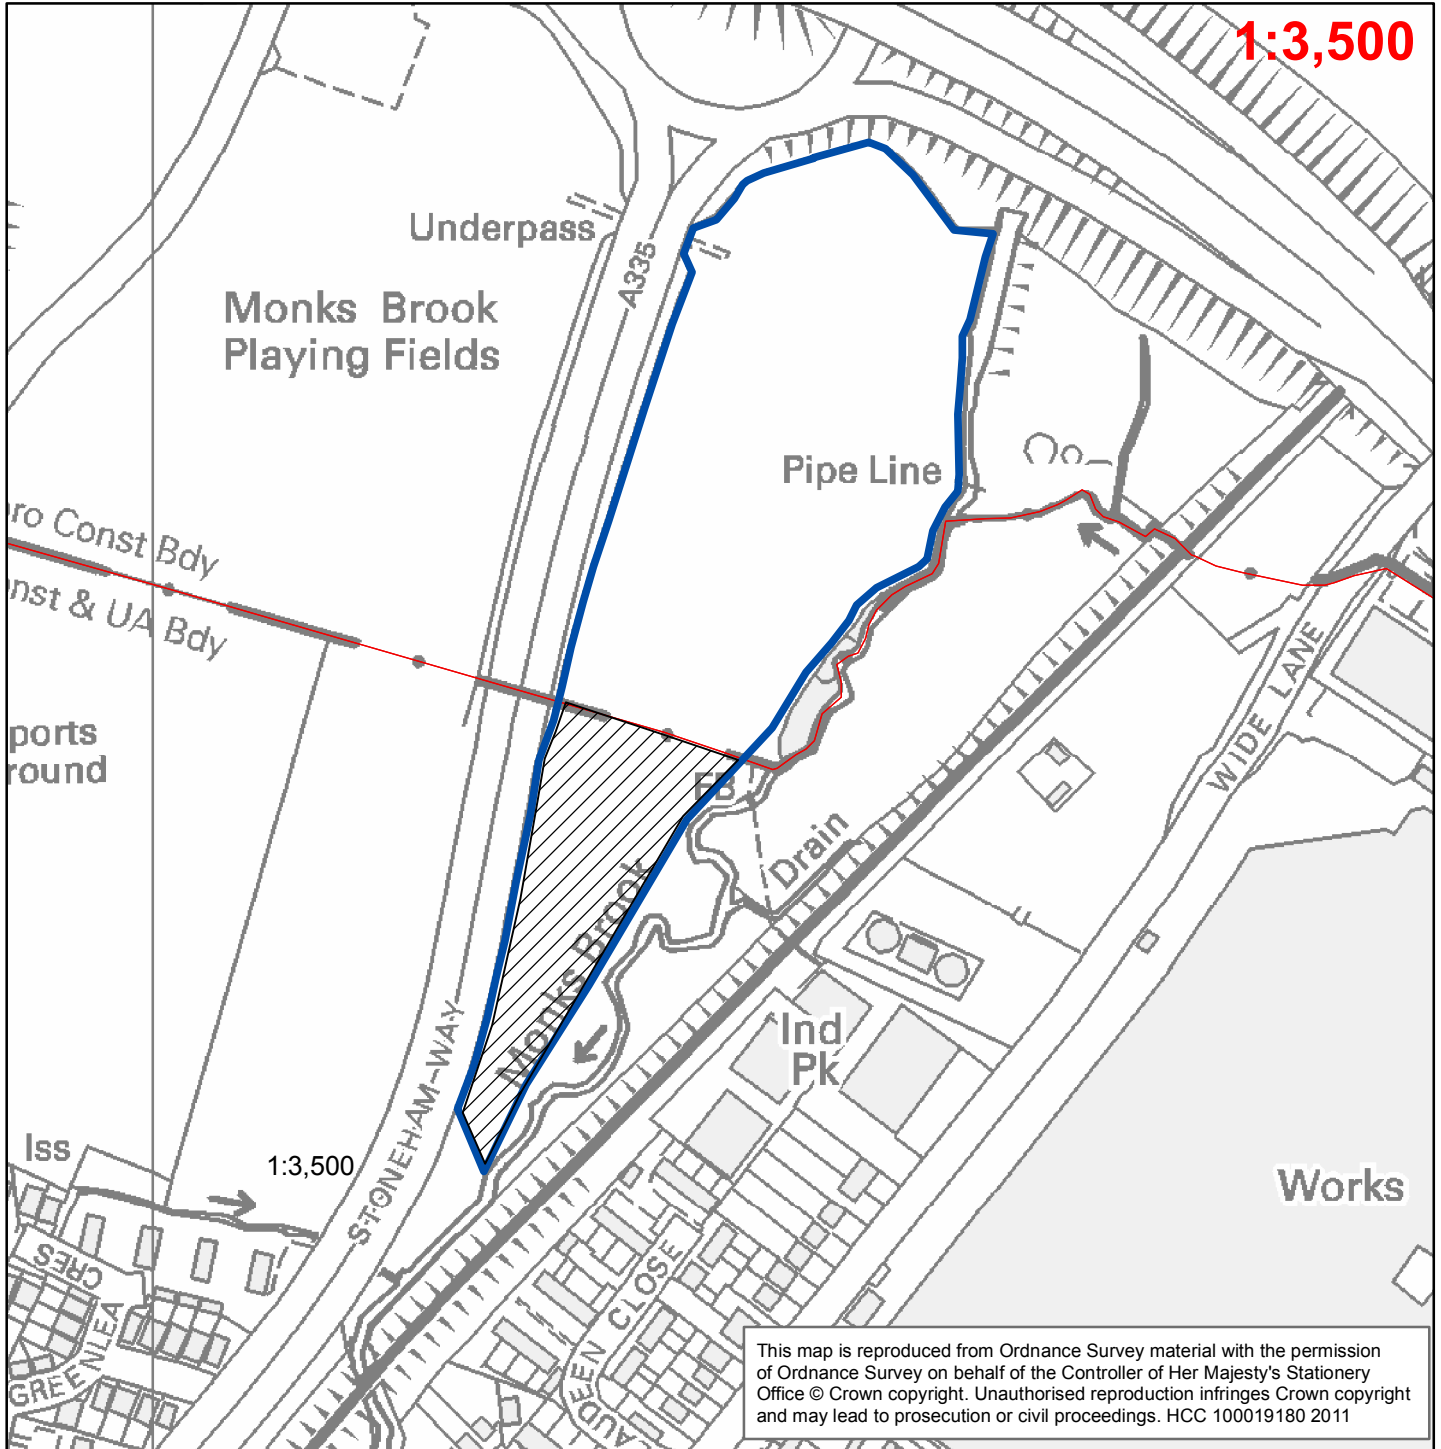 1:3,500
Underpass
A335
Monks Brook
Playing Fields
Pipe Line
ro Const Bdy
nst & UA Bdy
ports
round
WIDE LANE
FB
Drain
Monks Brook
Ind
Pk
STONEHAM WAY
Iss
1:3,500
Works
CRES
GREENLEA
CLOSE
AUDEEN
This map is reproduced from Ordnance Survey material with the permission
of Ordnance Survey on behalf of the Controller of Her Majesty's Stationery
Office © Crown copyright. Unauthorised reproduction infringes Crown copyright
and may lead to prosecution or civil proceedings. HCC 100019180 2011